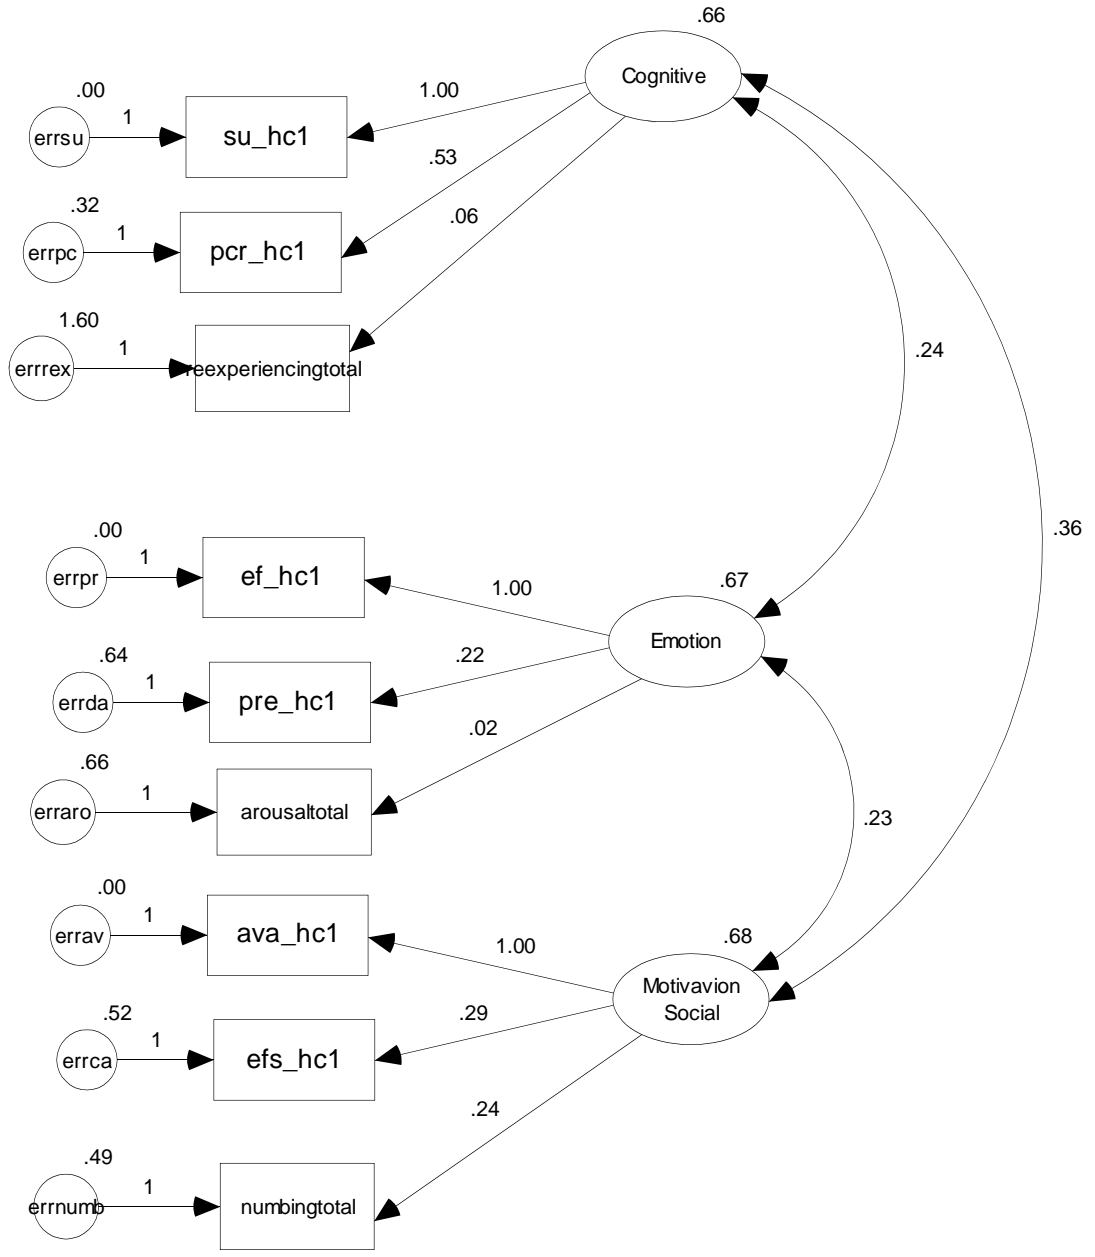 .66
Cognitive
.00
1
errsu
su_hc1
1.00
.53
.06
.32
1
errpc
pcr_hc1
1.60
1
errrex
reexperiencingtotal
.24
.36
.00
1
errpr
ef_hc1
1.00
.67
Emotion
.64
1
errda
pre_hc1
.22
.02
.66
1
erraro
arousaltotal
.23
.00
1
errav
ava_hc1
1.00
.68
Motivavion
Social
.52
1
errca
efs_hc1
.29
.24
.49
1
errnumb
numbingtotal